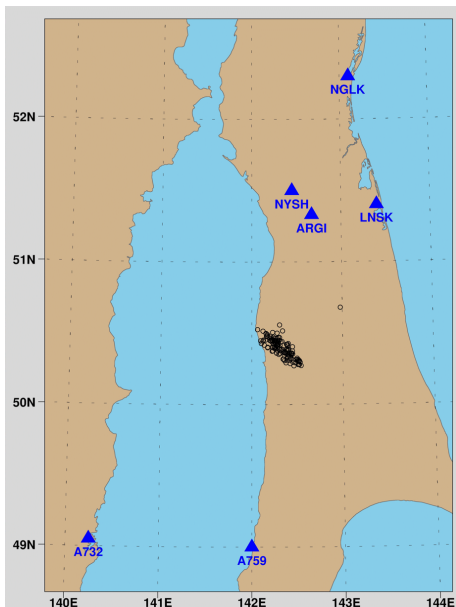 NGLK
52N
NYSH
LNSK
ARGI
51N
50N
49N
A732
A759
140E 141E 142E 143E 144E